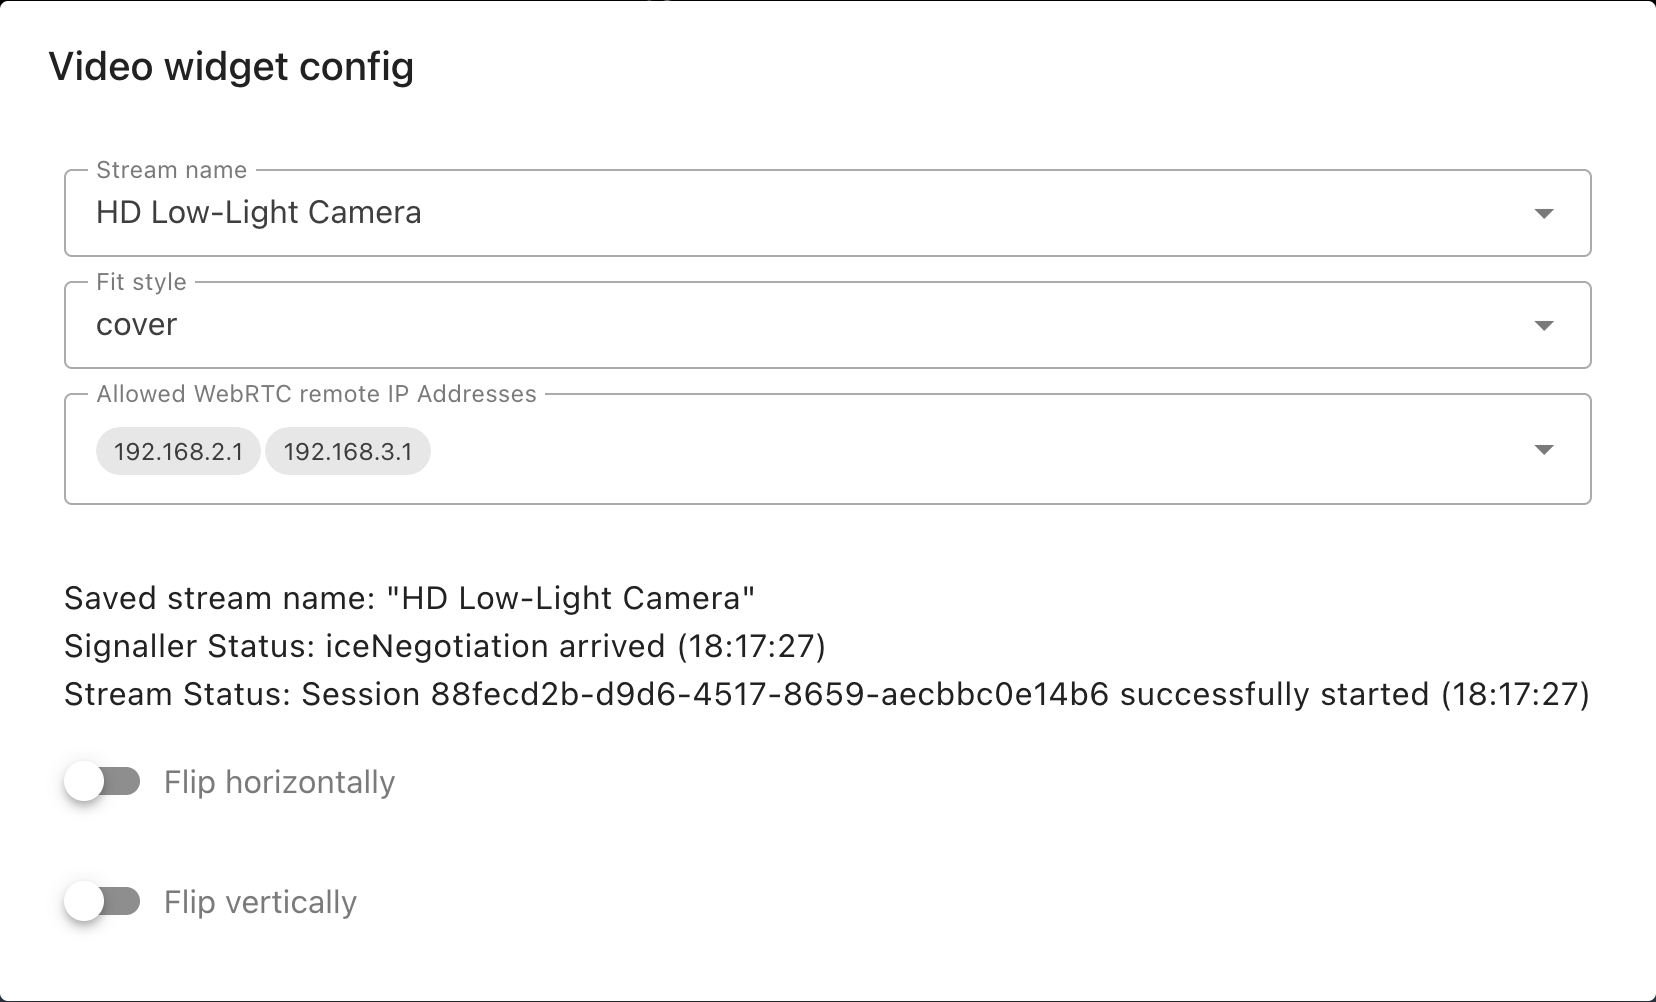 Video widget config
Stream name
HD Low-Light Camera
Fit style
cover
Allowed WebRTC remote IP Addresses
192.168.2.1 192.168.3.1
Saved stream name: "HD Low-Light Camera"
Signaller Status: iceNegotiation arrived (18:17:27)
Stream Status: Session 88fecd2b-d9d6-4517-8659-aecbbc0e14b6 successfully started (18:17:27)
Flip horizontally
Flip vertically